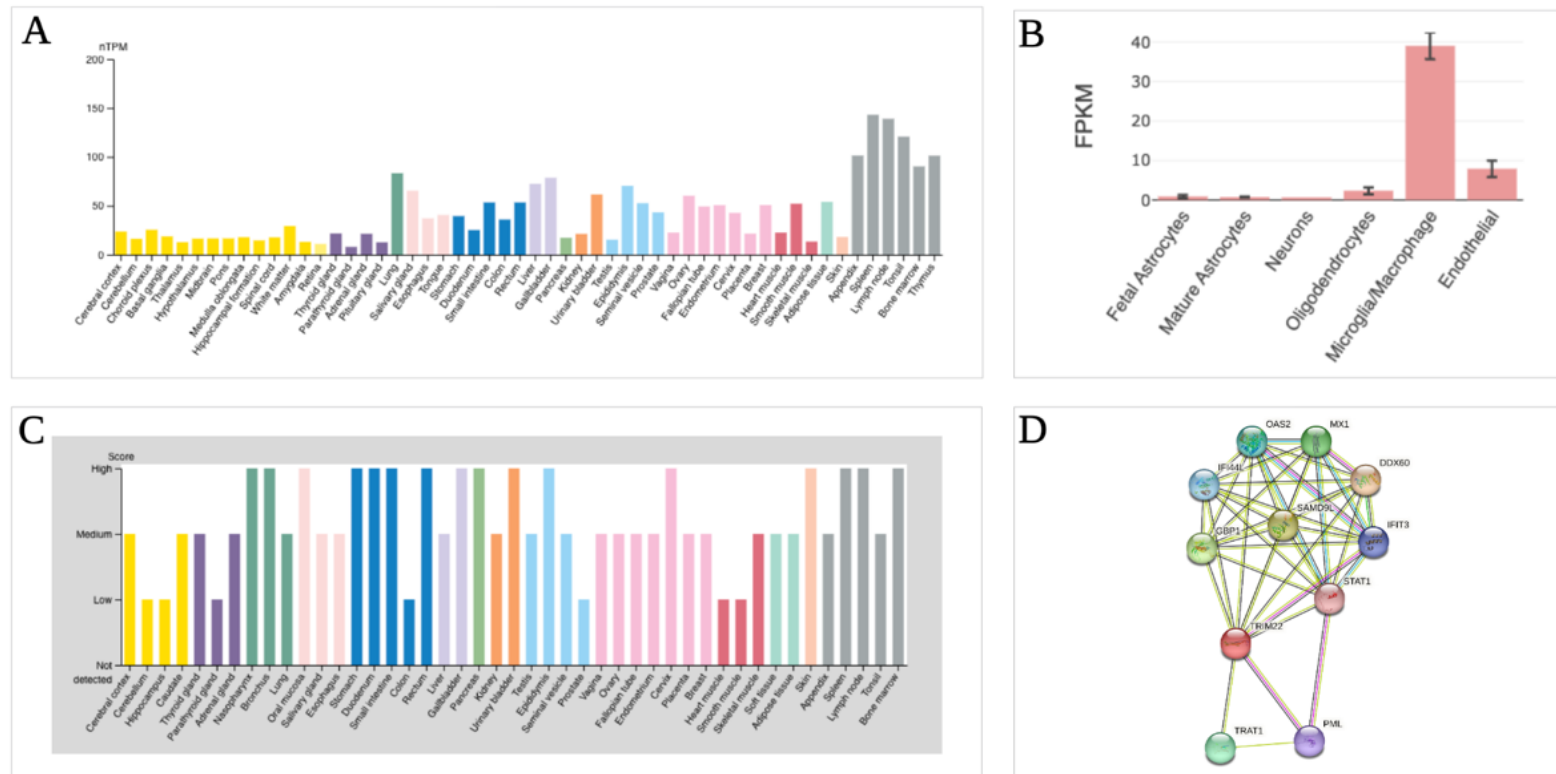 A
nTPM
200
150
100
50
0
Cerebral cortex
Cerebellum
Choroid plexus
Basal ganglia
Thalamus
Hypothalamus
Midbrain
Pons
Medulla oblongata
Hippocampal formation
Spinal cord
White matter
Amygdala
Retina
Thyroid gland
Parathyroid gland
Adrenal gland
Pituitary gland
Lung
Salivary gland
Esophagus
Tongue
Stomach
Duodenum
Small intestine
Colon
Rectum
Liver
Gallbladder
Pancreas
Kidney
Urinary bladder
Testis
Epididymis
Seminal vesicle
Prostate
Vagina
Ovary
Fallopian tube
Endometrium
Cervix
Placenta
Breast
Heart muscle
Smooth muscle
Skeletal muscle
Adipose tissue
Skin
Appendix
Spleen
Lymph node
Tonsil
Bone marrow
Thymus
B
FPKM
40
30
20
10
0
Fetal Astrocytes
Mature Astrocytes
Neurons
Oligodendrocytes
Microglia/Macrophage
Endothelial
C
Score
High
Medium
Low
Not
detected
Cerebral cortex
Cerebellum
Hippocampus
Caudate
Thyroid gland
Parathyroid gland
Adrenal gland
Nasopharynx
Bronchus
Lung
Oral mucosa
Salivary gland
Esophagus
Stomach
Duodenum
Small intestine
Colon
Rectum
Liver
Gallbladder
Pancreas
Kidney
Urinary bladder
Testis
Epididymis
Seminal vesicle
Prostate
Vagina
Ovary
Fallopian tube
Endometrium
Cervix
Placenta
Breast
Heart muscle
Smooth muscle
Skeletal muscle
Soft tissue
Adipose tissue
Skin
Appendix
Spleen
Lymph node
Tonsil
Bone marrow
D
OAS2
MX1
IFI44L
DDX60
SAMD9L
GBP1
IFIT3
STAT1
TRIM22
TRAT1
PML